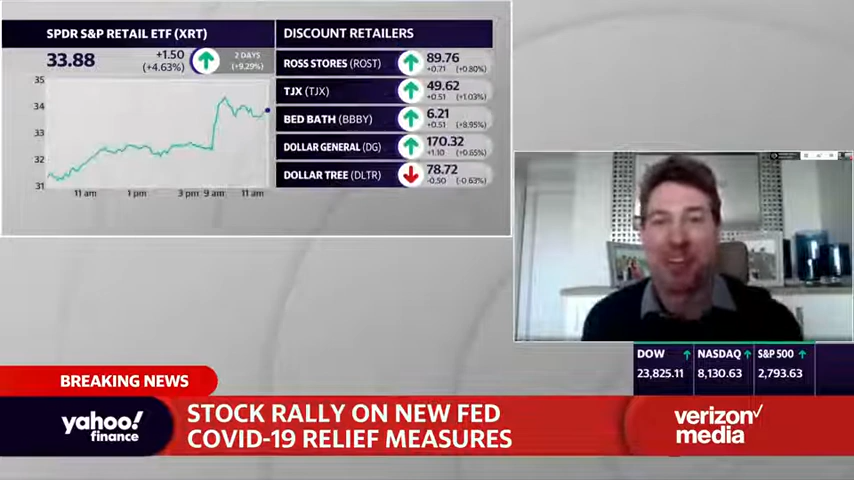 SPDR S&P RETAIL ETF (XRT)
33.88
+1.50
(+4.63%)
2 DAYS
(+9.29%)
35
34
33
32
31
11 am
1 pm
3 pm
9 am
11 am
DISCOUNT RETAILERS
ROSS STORES (ROST)
89.76
+0.71 (+0.80%)
TJX (TJX)
49.62
+0.51 (+1.03%)
BED BATH (BBBY)
6.21
+0.51 (+8.95%)
DOLLAR GENERAL (DG)
170.32
+1.10 (+0.65%)
DOLLAR TREE (DLTR)
78.72
-0.50 (-0.63%)
DOW
23,825.11
NASDAQ
8,130.63
S&P 500
2,793.63
BREAKING NEWS
yahoo!
finance
STOCK RALLY ON NEW FED
COVID-19 RELIEF MEASURES
verizon✓
media